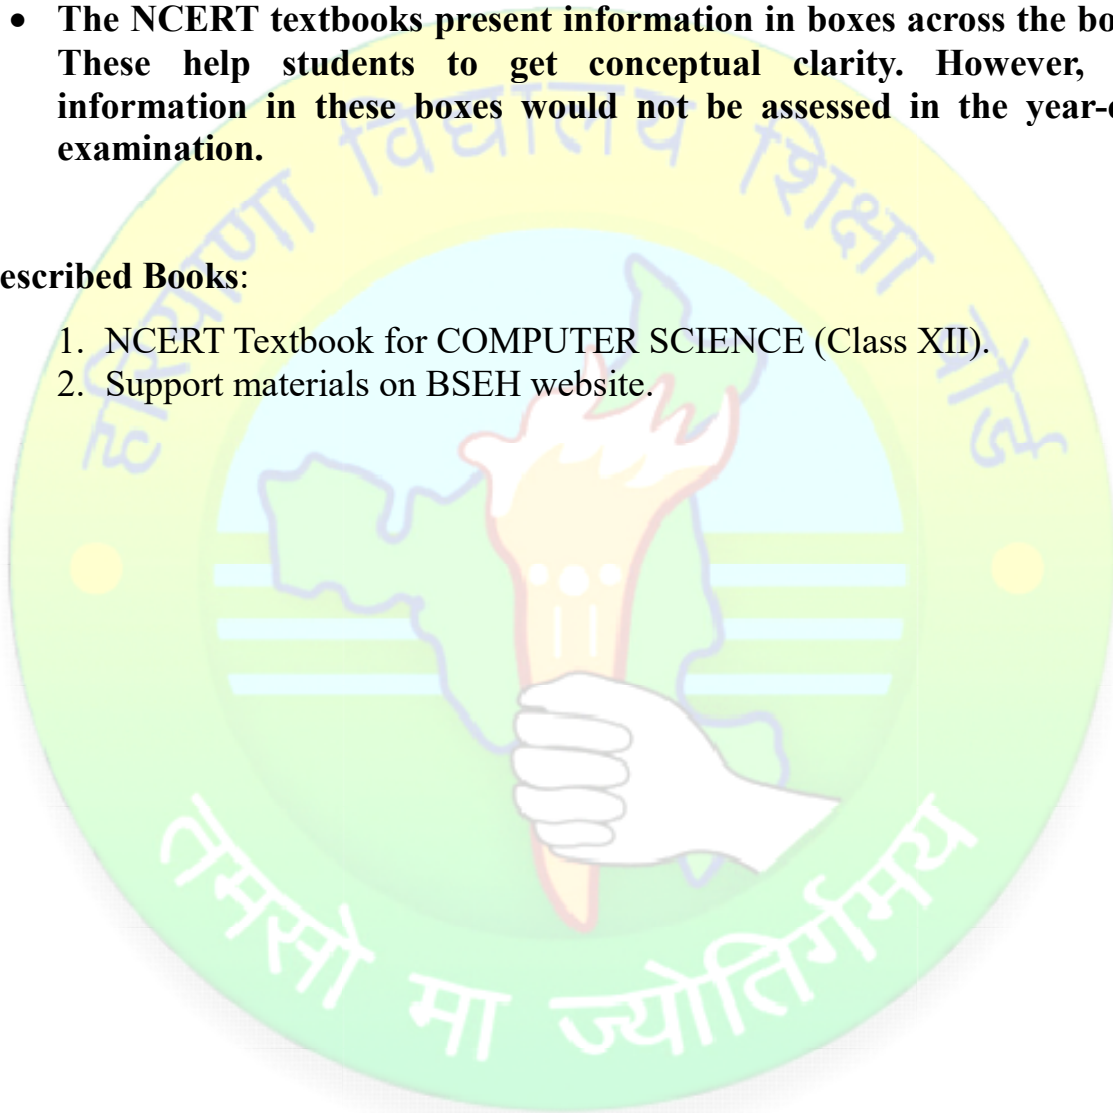 • The NCERT textbooks present information in boxes across the bo
These help students to get conceptual clarity. However,
information in these boxes would not be assessed in the year-
examination.
escribed Books:
1. NCERT Textbook for COMPUTER SCIENCE (Class XII).
2. Support materials on BSEH website.
हरियाणा विद्यालय शिक्षा बोर्ड
तमसो मा ज्योतिर्गमय